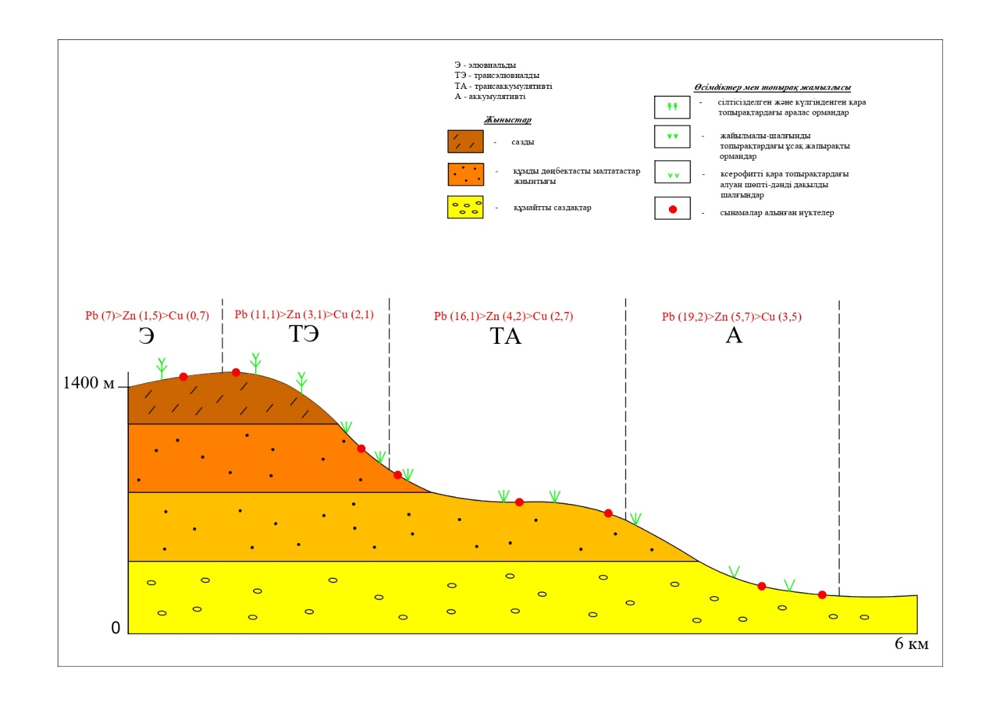 Э - элювиальды
ТЭ - трансэлювиалды
ТА - трансаккумулятивті
А - аккумулятивті
Жыныстар
- сазды
- құмды дөңбектасты малтатастар
жиынтығы
- құмайтты саздақтар
Өсімдіктер мен топырақ жамылғысы
- сілтісізделген және күлгінденген қара
топырақтардағы аралас ормандар
- жайылмалы-шалғынды
топырақтардағы ұсақ жапырақты
ормандар
- ксерофитті қара топырақтардағы
алуан шөпті-дәнді дақылды
шалғындар
- сынамалар алынған нүктелер
Pb (7)>Zn (1,5)>Cu (0,7)
Э
Pb (11,1)>Zn (3,1)>Cu (2,1)
ТЭ
Pb (16,1)>Zn (4,2)>Cu (2,7)
ТА
Pb (19,2)>Zn (5,7)>Cu (3,5)
А
1400 м
0
6 км